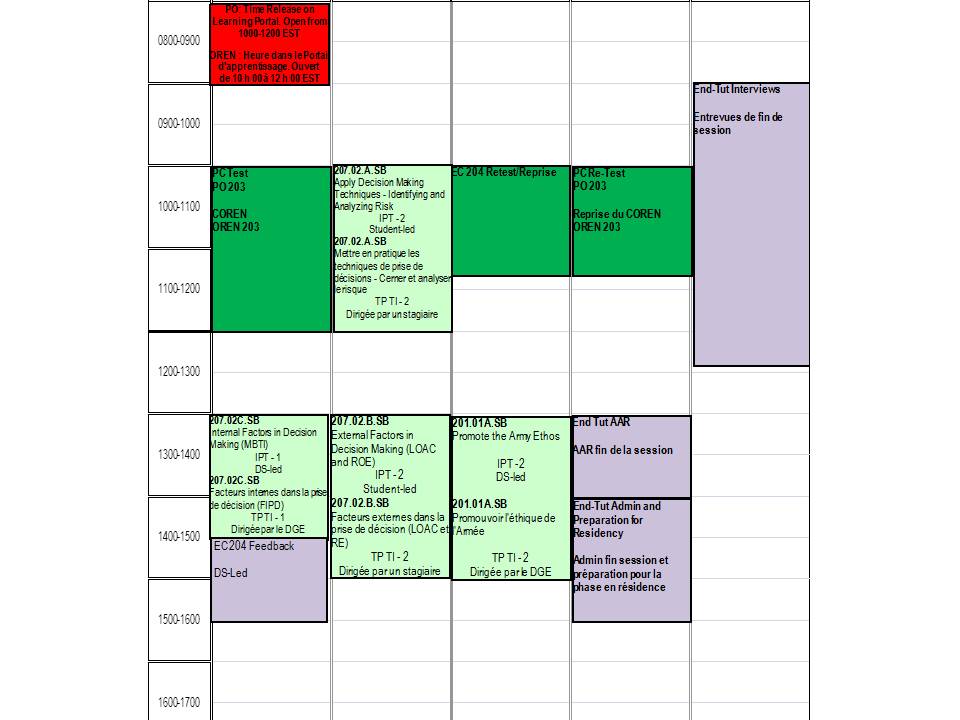 PO: Time Release on
Learning Portal. Open from
1000-1200 EST
OREN : Heure dans le Portai
d'apprentissage. Ouvert
de 10 h 00 à 12 h 00 EST
0800-0900
0900-1000
1000-1100
1100-1200
1200-1300
1300-1400
1400-1500
1500-1600
1600-1700
PC Test
PO 203
COREN
OREN 203
207.02C.SB
Internal Factors in Decision
Making (MBTI)
IPT - 1
DS-led
207.02C.SB
Facteurs internes dans la prise
de décision (FIPD)
TPTI - 1
Dirigée par le DGE
EC 204 Feedback
DS-Led
207.02.A.SB
Apply Decision Making
Techniques - Identifying and
Analyzing Risk
IPT - 2
Student-led
207.02.A.SB
Mettre en pratique les
techniques de prise de
décisions - Cerner et analyser
le risque
TP TI - 2
Dirigée par un stagiaire
207.02.B.SB
External Factors in
Decision Making (LOAC
and ROE)
IPT - 2
Student-led
207.02.B.SB
Facteurs externes dans la
prise de décision (LOAC et
RE)
TP TI - 2
Dirigée par un stagiaire
EC 204 Retest/Reprise
201.01A.SB
Promote the Army Ethos
IPT - 2
DS-led
201.01A.SB
Promouvoir l'éthique de
l'Armée
TP TI - 2
Dirigée par le DGE
PC Re-Test
PO 203
Reprise du COREN
OREN 203
End Tut AAR
AAR fin de la session
End-Tut Admin and
Preparation for
Residency
Admin fin session et
préparation pour la
phase en résidence
End-Tut Interviews
Entrevues de fin de
session